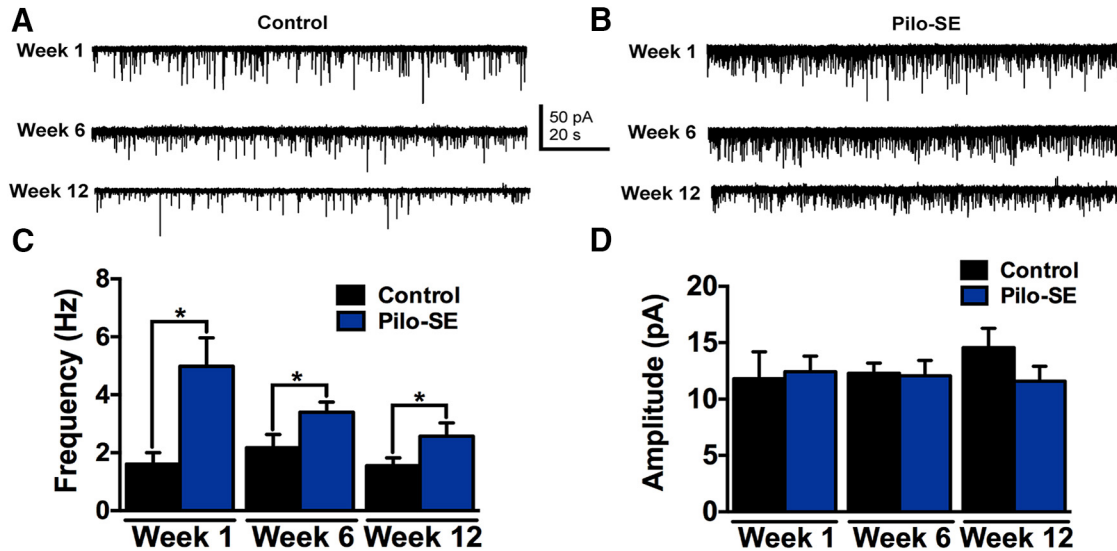 A
Control
Week 1
Week 6
Week 12
50 pA
20 s
B
Pilo-SE
Week 1
Week 6
Week 12
C
Frequency (Hz)
8
6
4
2
0
Control
Pilo-SE
*
*
*
Week 1
Week 6
Week 12
D
Amplitude (pA)
20
15
10
5
0
Control
Pilo-SE
Week 1
Week 6
Week 12